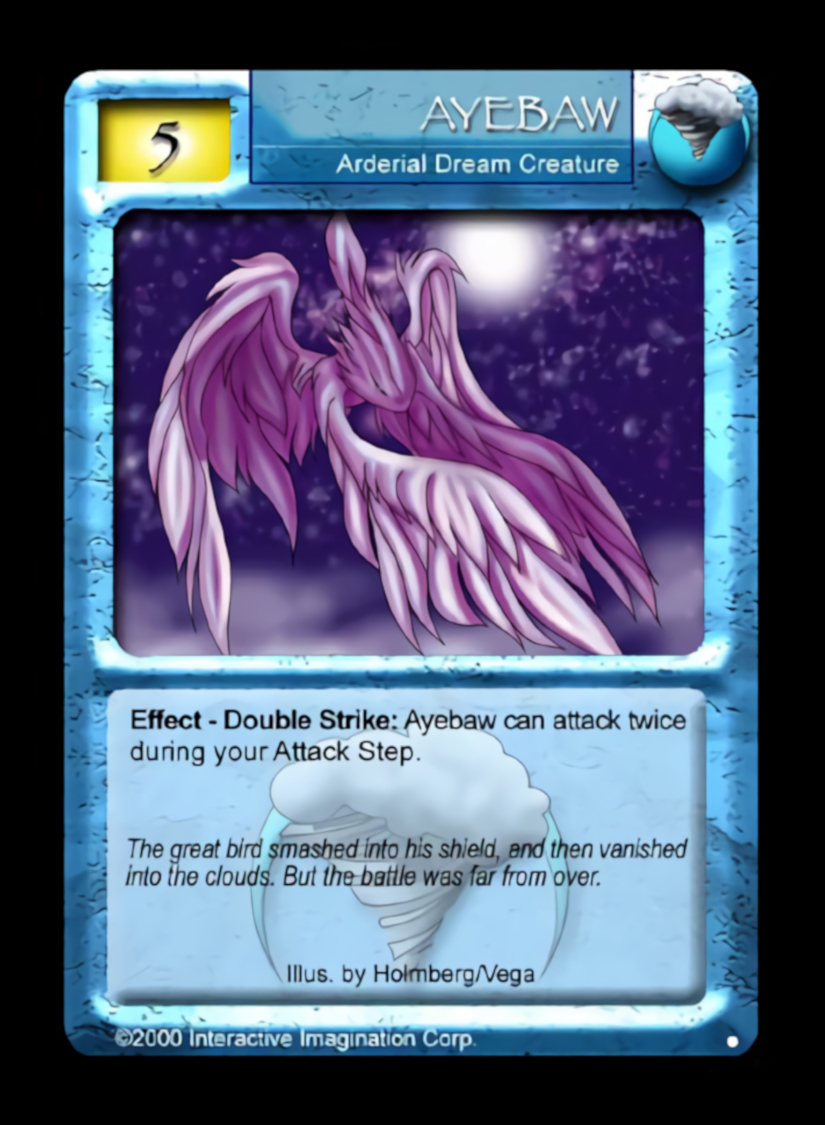 5
AYEBAW
Arderial Dream Creature
Effect - Double Strike: Ayebaw can attack twice
during your Attack Step.
The great bird smashed into his shield, and then vanished
into the clouds. But the battle was far from over.
Illus. by Holmberg/Vega
©2000 Interactive Imagination Corp.